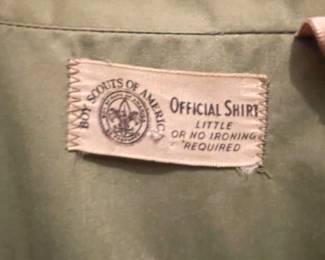 BOY SCOUTS OF AMERICA
OFFICIAL SHIRT
LITTLE
OR NO IRONING
REQUIRED